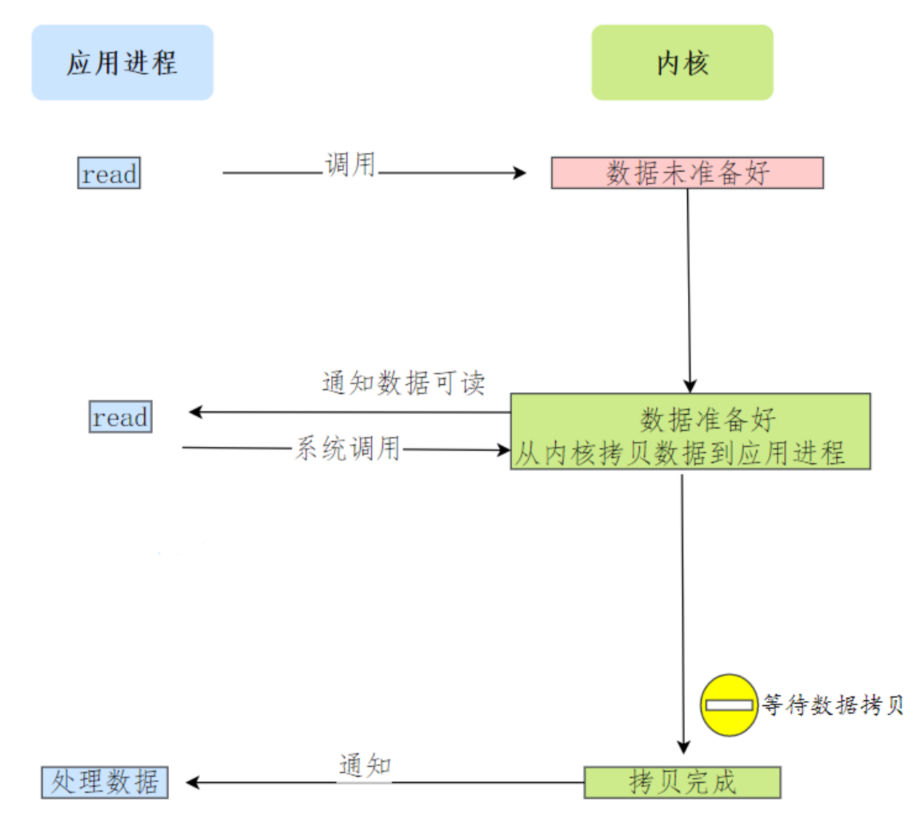 应用进程
内核
read
调用
数据未准备好
通知数据可读
read
数据准备好
系统调用
从内核拷贝数据到应用进程
等待数据拷贝
处理数据
通知
拷贝完成